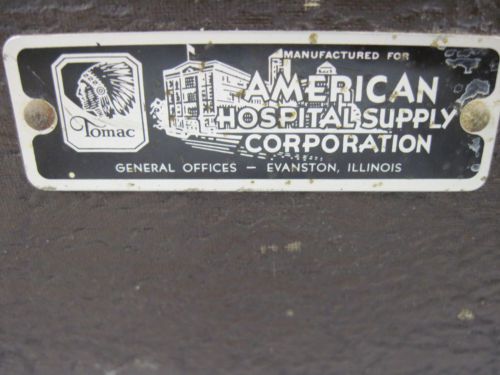 Tomac
MANUFACTURED FOR
AMERICAN
HOSPITAL SUPPLY
CORPORATION
GENERAL OFFICES — EVANSTON, ILLINOIS